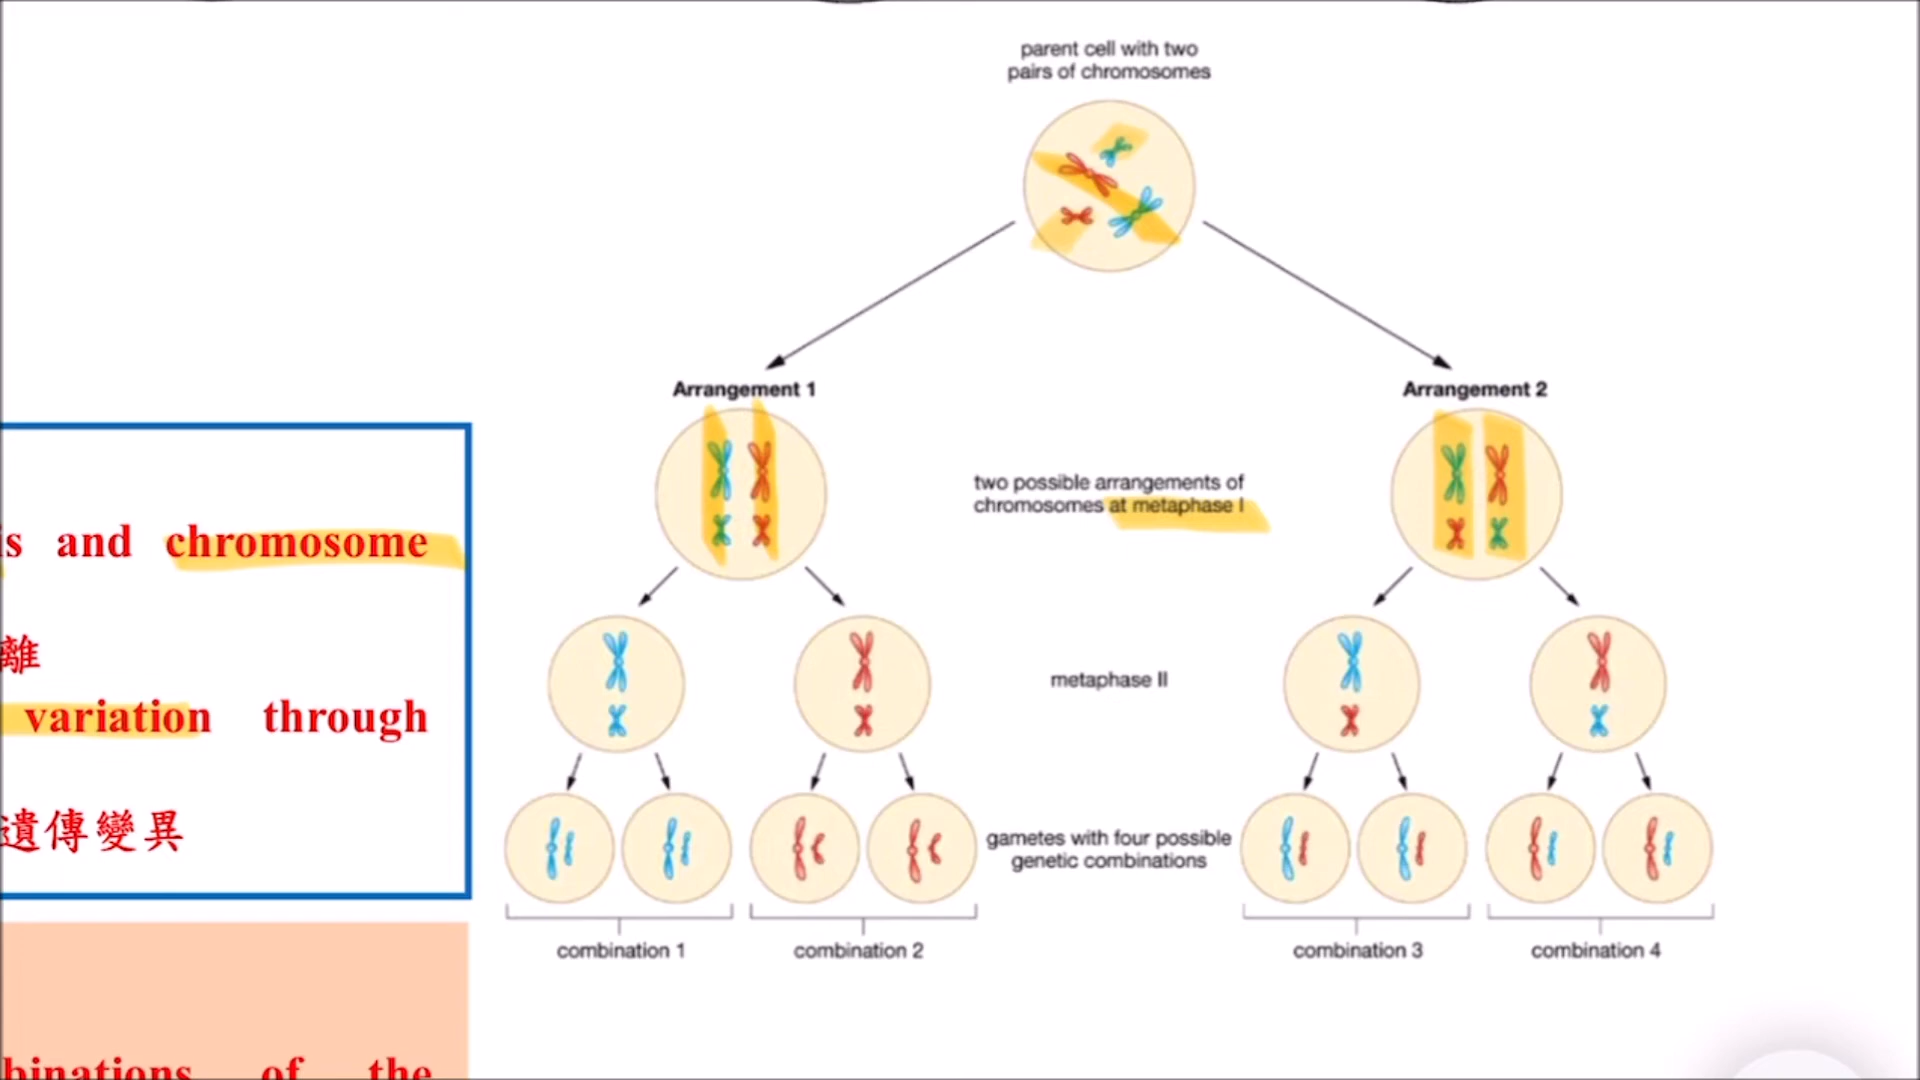 parent cell with two
pairs of chromosomes
Arrangement 1
Arrangement 2
two possible arrangements of
chromosomes at metaphase I
metaphase II
gametes with four possible
genetic combinations
combination 1
combination 2
combination 3
combination 4
and chromosome
離
variation through
遺傳變異
of the